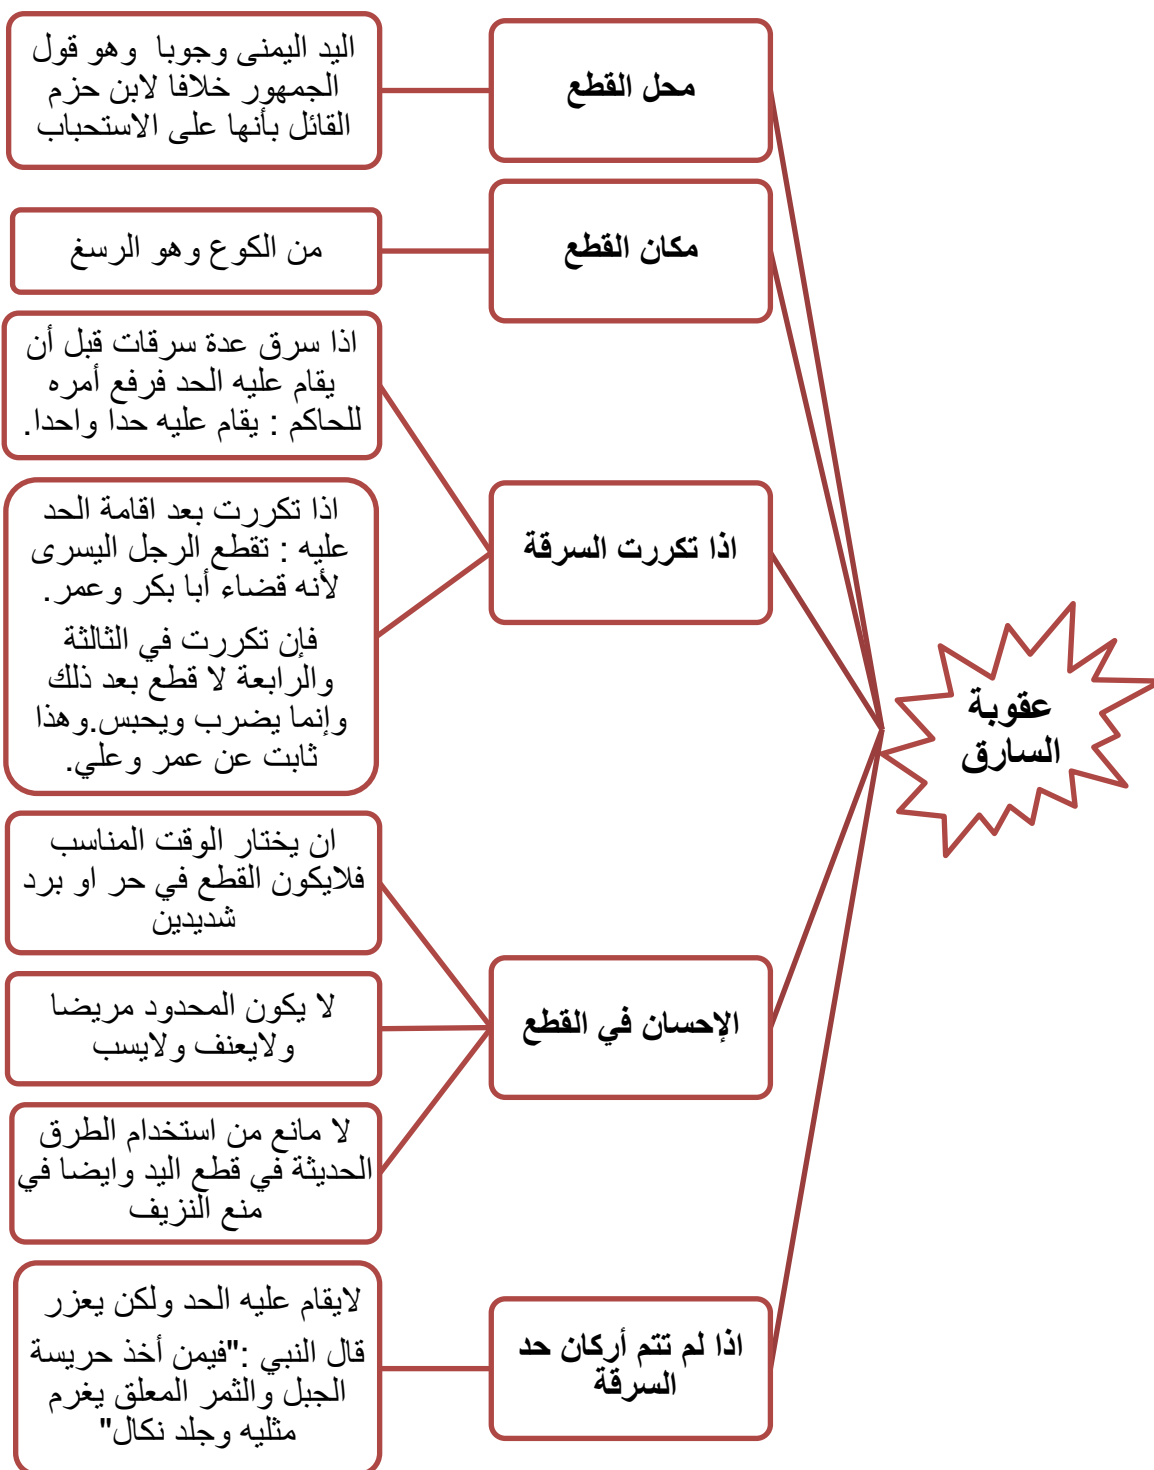 عقوبة
السارق
محل القطع
اليد اليمنى وجوبا وهو قول
الجمهور خلافا لابن حزم
القائل بأنها على الاستحباب
مكان القطع
من الكوع وهو الرسغ
اذا تكررت السرقة
اذا سرق عدة سرقات قبل أن
يقام عليه الحد فرفع أمره
للحاكم : يقام عليه حدا واحدا.
اذا تكررت بعد اقامة الحد
عليه : تقطع الرجل اليسرى
لأنه قضاء أبا بكر وعمر.
فإن تكررت في الثالثة
والرابعة لا قطع بعد ذلك
وإنما يضرب ويحبس.وهذا
ثابت عن عمر وعلي.
الإحسان في القطع
ان يختار الوقت المناسب
فلايكون القطع في حر او برد
شديدين
لا يكون المحدود مريضا
ولايعنف ولايسب
لا مانع من استخدام الطرق
الحديثة في قطع اليد وايضا في
منع النزيف
اذا لم تتم أركان حد
السرقة
لايقام عليه الحد ولكن يعزر
قال النبي :"فيمن أخذ حريسة
الجبل والثمر المعلق يغرم
مثليه وجلد نكال"